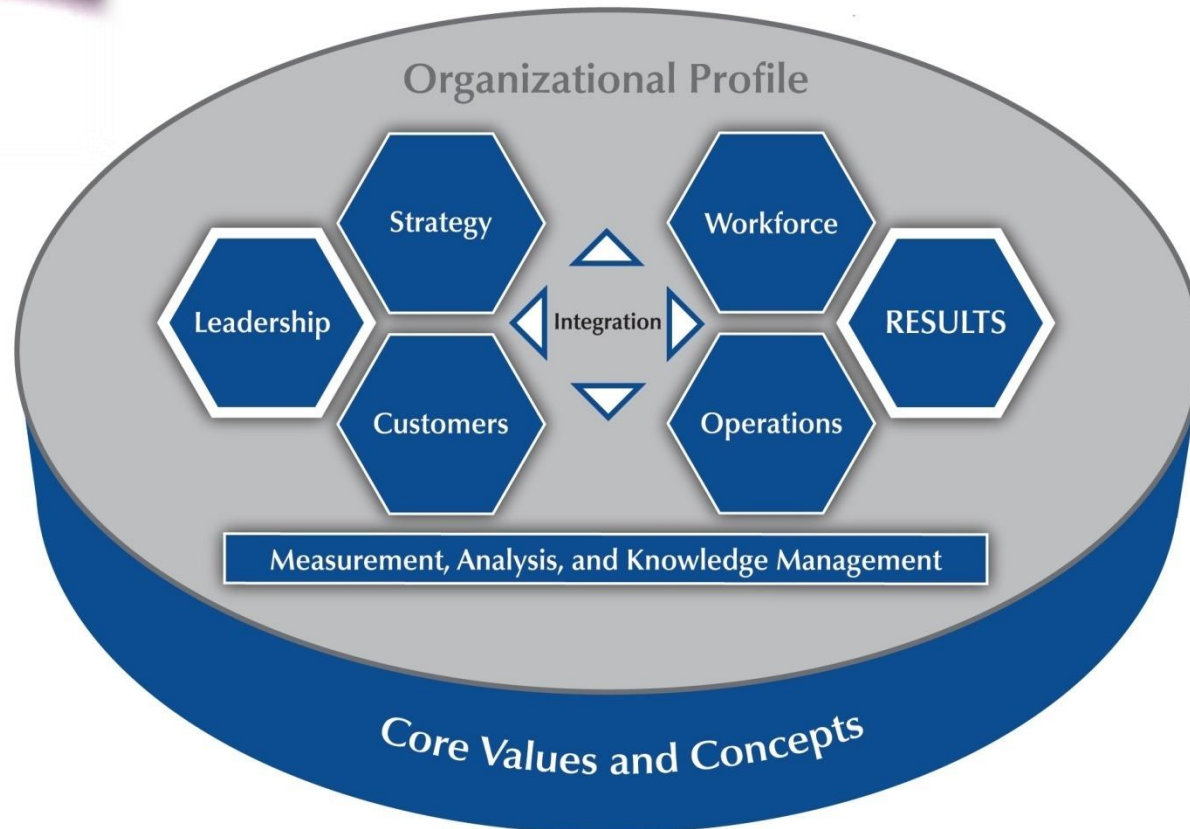 Organizational Profile
Strategy
Workforce
Leadership
Integration
RESULTS
Customers
Operations
Measurement, Analysis, and Knowledge Management
Core Values and Concepts